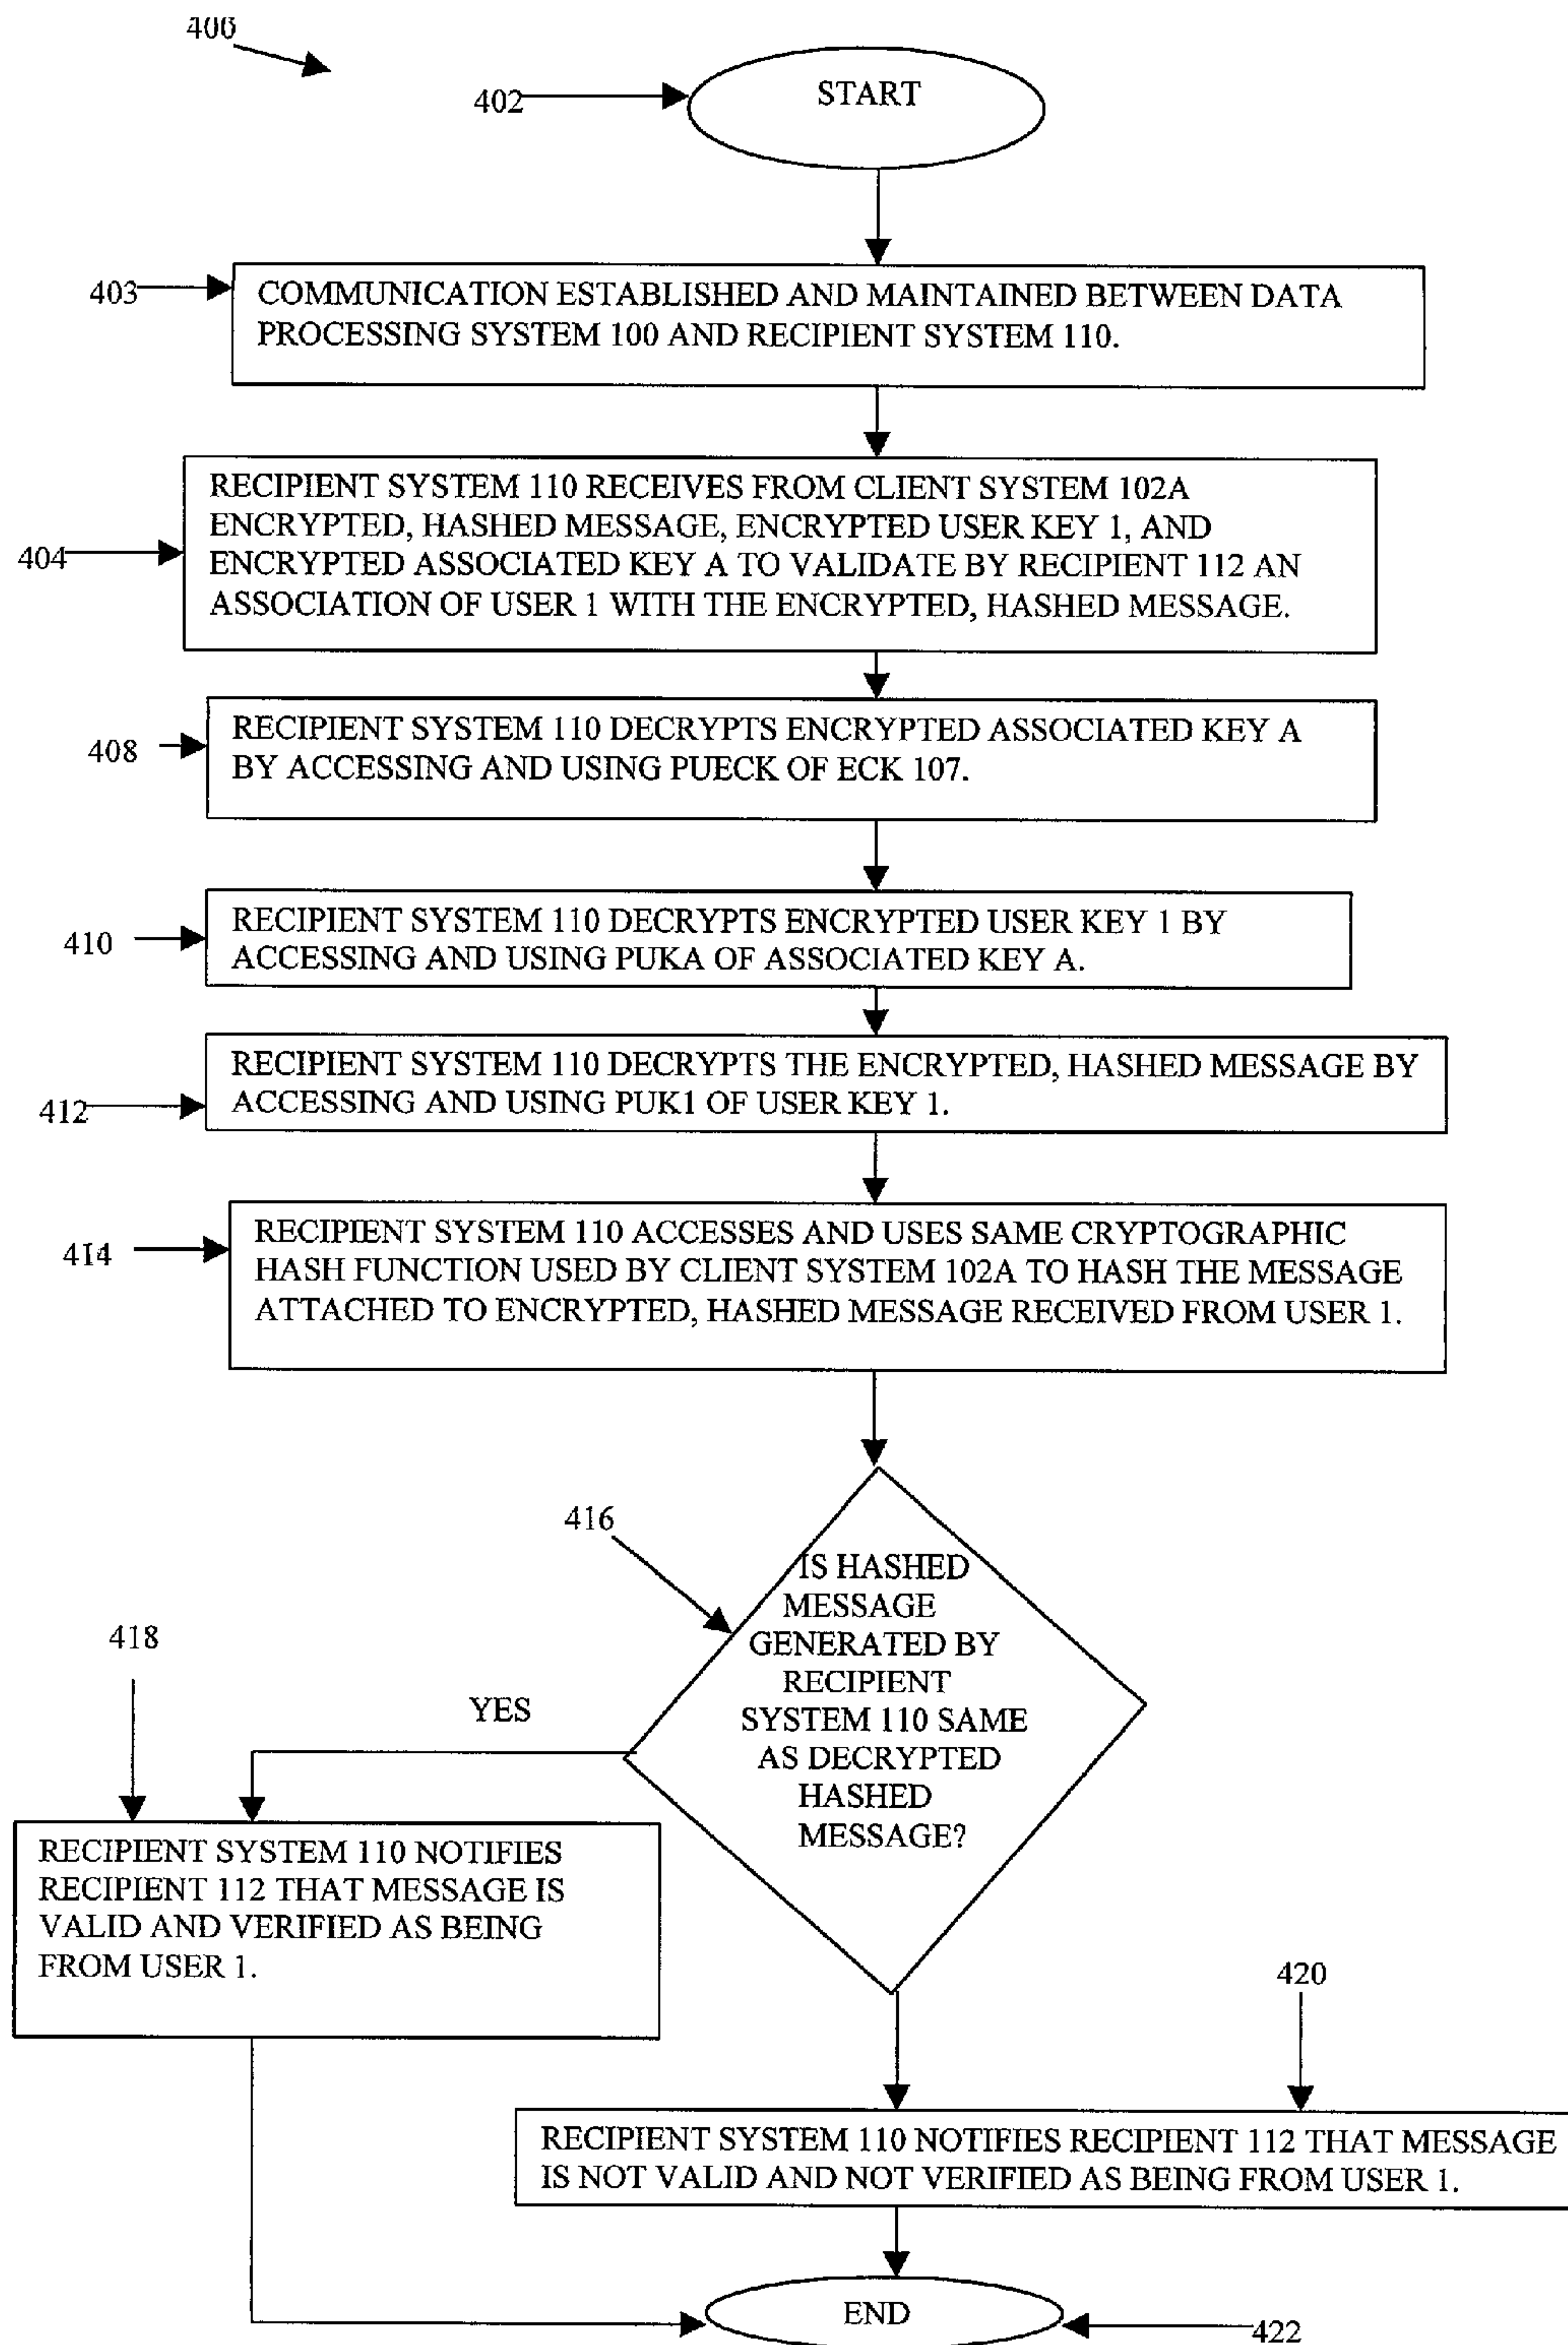 400
402
START
403
COMMUNICATION ESTABLISHED AND MAINTAINED BETWEEN DATA
PROCESSING SYSTEM 100 AND RECIPIENT SYSTEM 110.
404
RECIPIENT SYSTEM 110 RECEIVES FROM CLIENT SYSTEM 102A
ENCRYPTED, HASHED MESSAGE, ENCRYPTED USER KEY 1, AND
ENCRYPTED ASSOCIATED KEY A TO VALIDATE BY RECIPIENT 112 AN
ASSOCIATION OF USER 1 WITH THE ENCRYPTED, HASHED MESSAGE.
408
RECIPIENT SYSTEM 110 DECRYPTS ENCRYPTED ASSOCIATED KEY A
BY ACCESSING AND USING PUECK OF ECK 107.
410
RECIPIENT SYSTEM 110 DECRYPTS ENCRYPTED USER KEY 1 BY
ACCESSING AND USING PUKA OF ASSOCIATED KEY A.
412
RECIPIENT SYSTEM 110 DECRYPTS THE ENCRYPTED, HASHED MESSAGE BY
ACCESSING AND USING PUK1 OF USER KEY 1.
414
RECIPIENT SYSTEM 110 ACCESSES AND USES SAME CRYPTOGRAPHIC
HASH FUNCTION USED BY CLIENT SYSTEM 102A TO HASH THE MESSAGE
ATTACHED TO ENCRYPTED, HASHED MESSAGE RECEIVED FROM USER 1.
416
IS HASHED
MESSAGE
GENERATED BY
RECIPIENT
SYSTEM 110 SAME
AS DECRYPTED
HASHED
MESSAGE?
YES
418
RECIPIENT SYSTEM 110 NOTIFIES
RECIPIENT 112 THAT MESSAGE IS
VALID AND VERIFIED AS BEING
FROM USER 1.
420
RECIPIENT SYSTEM 110 NOTIFIES RECIPIENT 112 THAT MESSAGE
IS NOT VALID AND NOT VERIFIED AS BEING FROM USER 1.
END
422